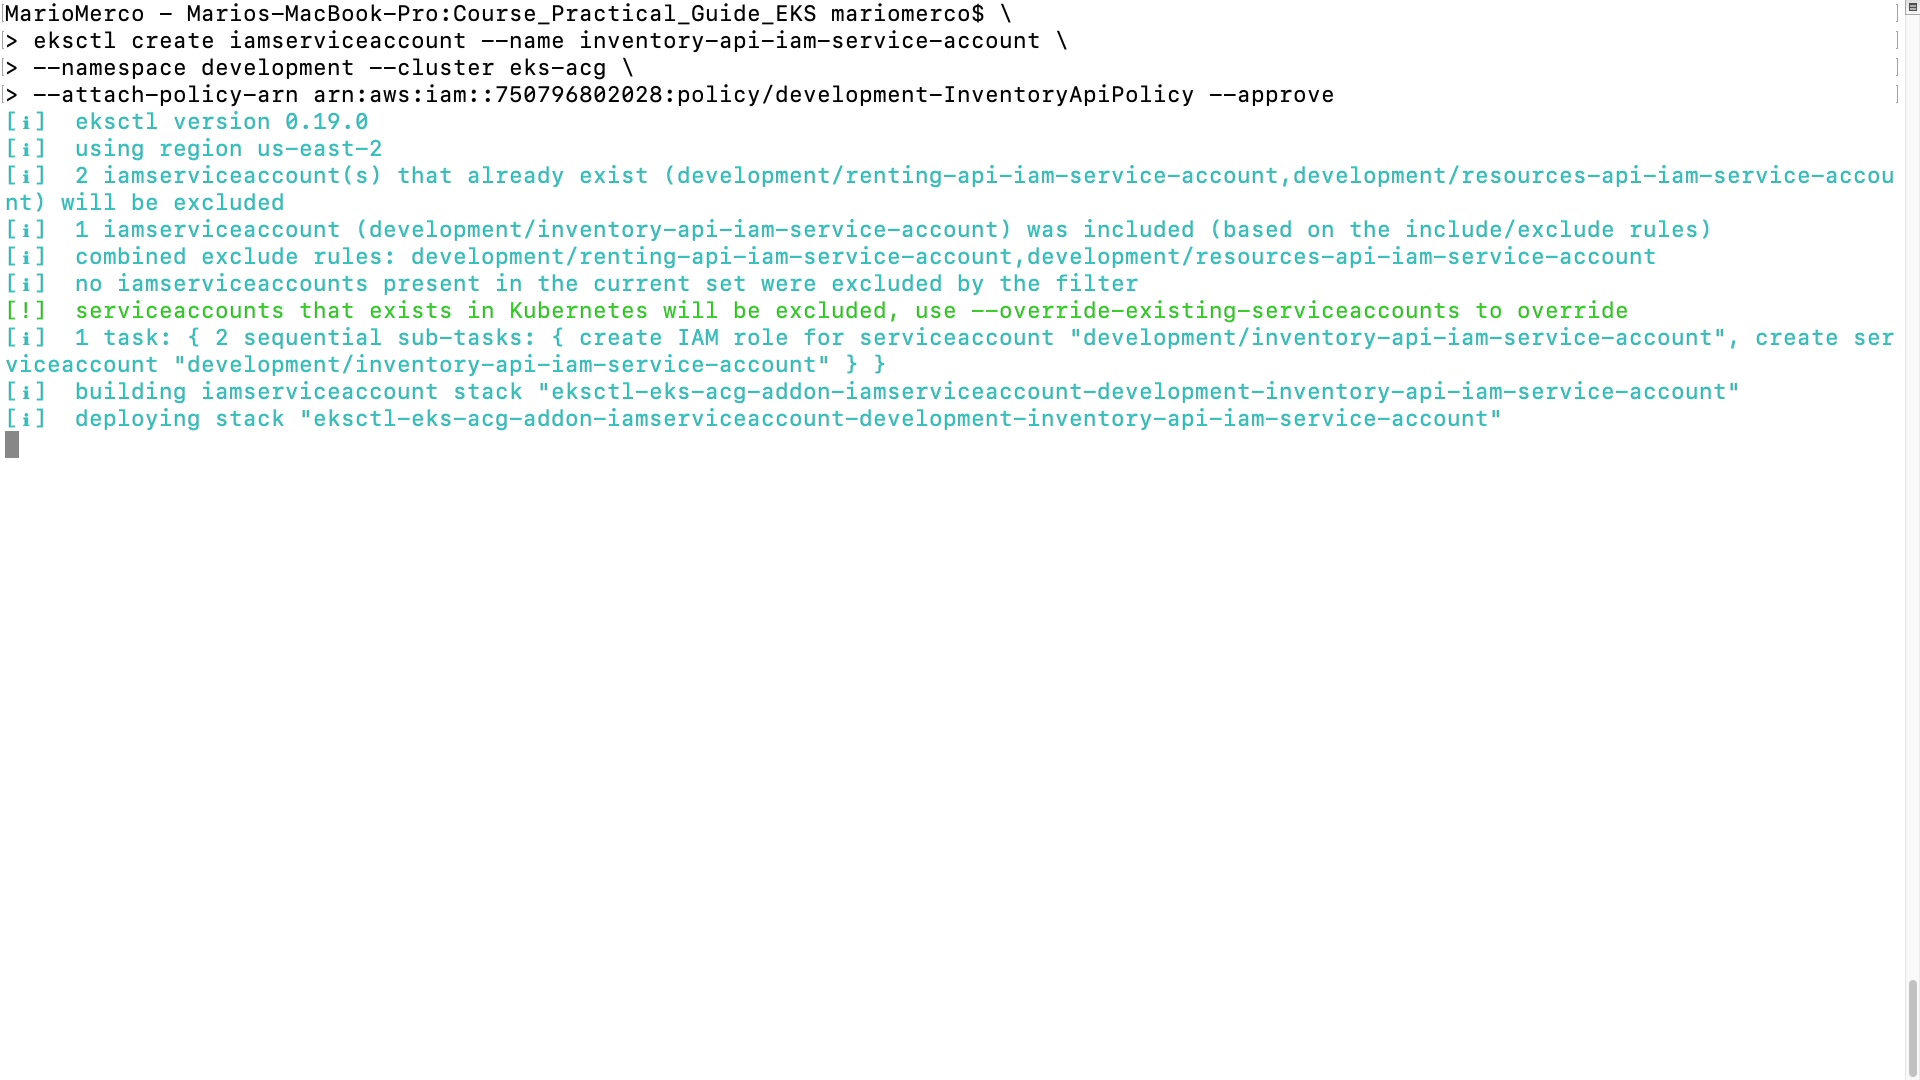 MarioMerco – Marios-MacBook-Pro:Course_Practical_Guide_EKS mariomerco$ \
> eksctl create iamserviceaccount --name inventory-api-iam-service-account \
> --namespace development --cluster eks-acg \
> --attach-policy-arn arn:aws:iam::750796802028:policy/development-InventoryApiPolicy --approve
[ℹ]  eksctl version 0.19.0
[ℹ]  using region us-east-2
[ℹ]  2 iamserviceaccount(s) that already exist (development/renting-api-iam-service-account,development/resources-api-iam-service-accou
nt) will be excluded
[ℹ]  1 iamserviceaccount (development/inventory-api-iam-service-account) was included (based on the include/exclude rules)
[ℹ]  combined exclude rules: development/renting-api-iam-service-account,development/resources-api-iam-service-account
[ℹ]  no iamserviceaccounts present in the current set were excluded by the filter
[!]  serviceaccounts that exists in Kubernetes will be excluded, use --override-existing-serviceaccounts to override
[ℹ]  1 task: { 2 sequential sub-tasks: { create IAM role for serviceaccount "development/inventory-api-iam-service-account", create ser
viceaccount "development/inventory-api-iam-service-account" } }
[ℹ]  building iamserviceaccount stack "eksctl-eks-acg-addon-iamserviceaccount-development-inventory-api-iam-service-account"
[ℹ]  deploying stack "eksctl-eks-acg-addon-iamserviceaccount-development-inventory-api-iam-service-account"